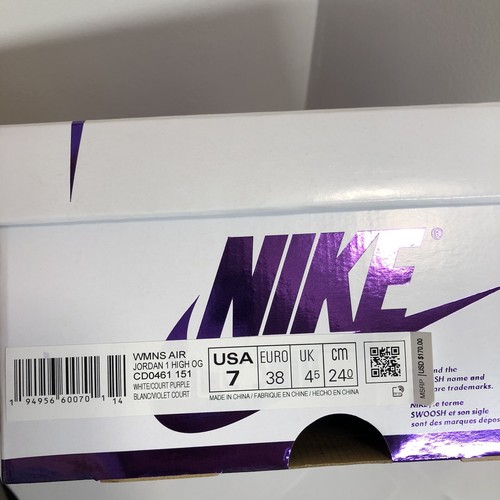 NIKE®
WMNS AIR
JORDAN 1 HIGH OG
CD0461 151
WHITE/COURT PURPLE
BLANC/VIOLET COURT
USA
7
EURO
38
UK
4.5
cm
24.0
MADE IN CHINA / FABRIQUÉ EN CHINE / HECHO EN CHINA
1 94956 60070 1 14
MSRP USD $170.00
nd the
SH name and
are trademarks.
NIKE, le terme
SWOOSH et son sigle
sont des marques dépos